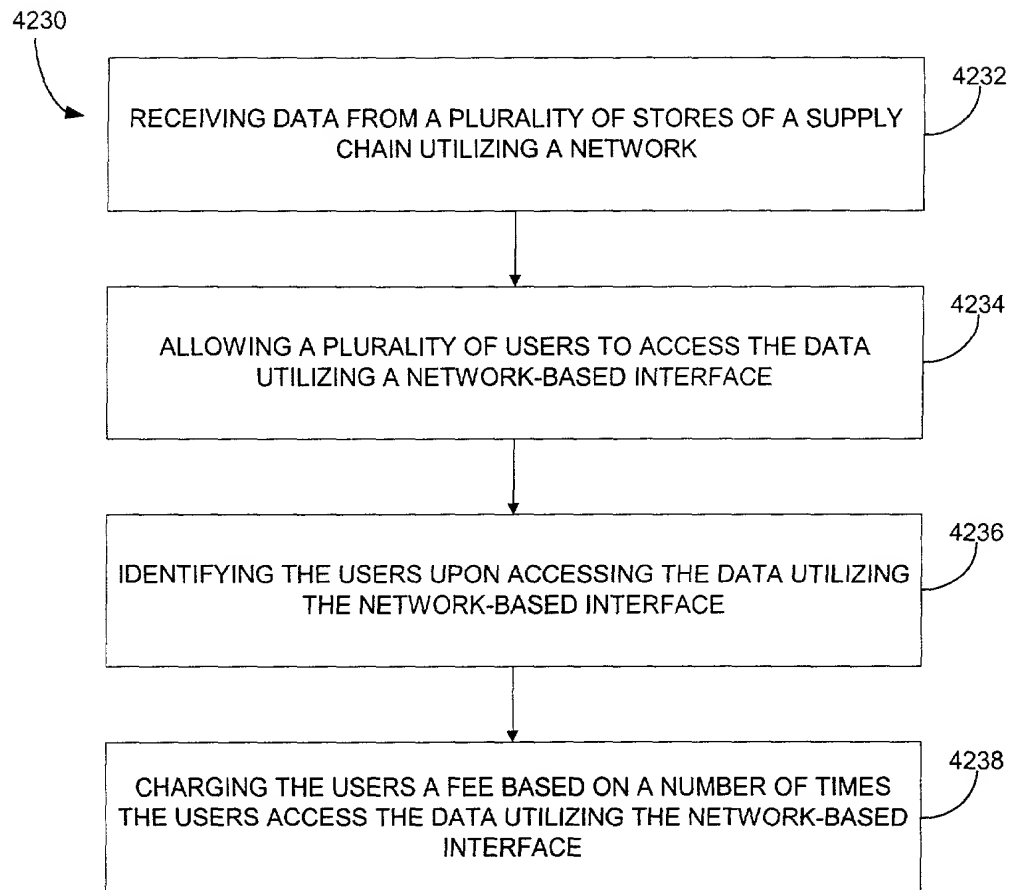 4230
4232
RECEIVING DATA FROM A PLURALITY OF STORES OF A SUPPLY
CHAIN UTILIZING A NETWORK
4234
ALLOWING A PLURALITY OF USERS TO ACCESS THE DATA
UTILIZING A NETWORK-BASED INTERFACE
4236
IDENTIFYING THE USERS UPON ACCESSING THE DATA UTILIZING
THE NETWORK-BASED INTERFACE
4238
CHARGING THE USERS A FEE BASED ON A NUMBER OF TIMES
THE USERS ACCESS THE DATA UTILIZING THE NETWORK-BASED
INTERFACE